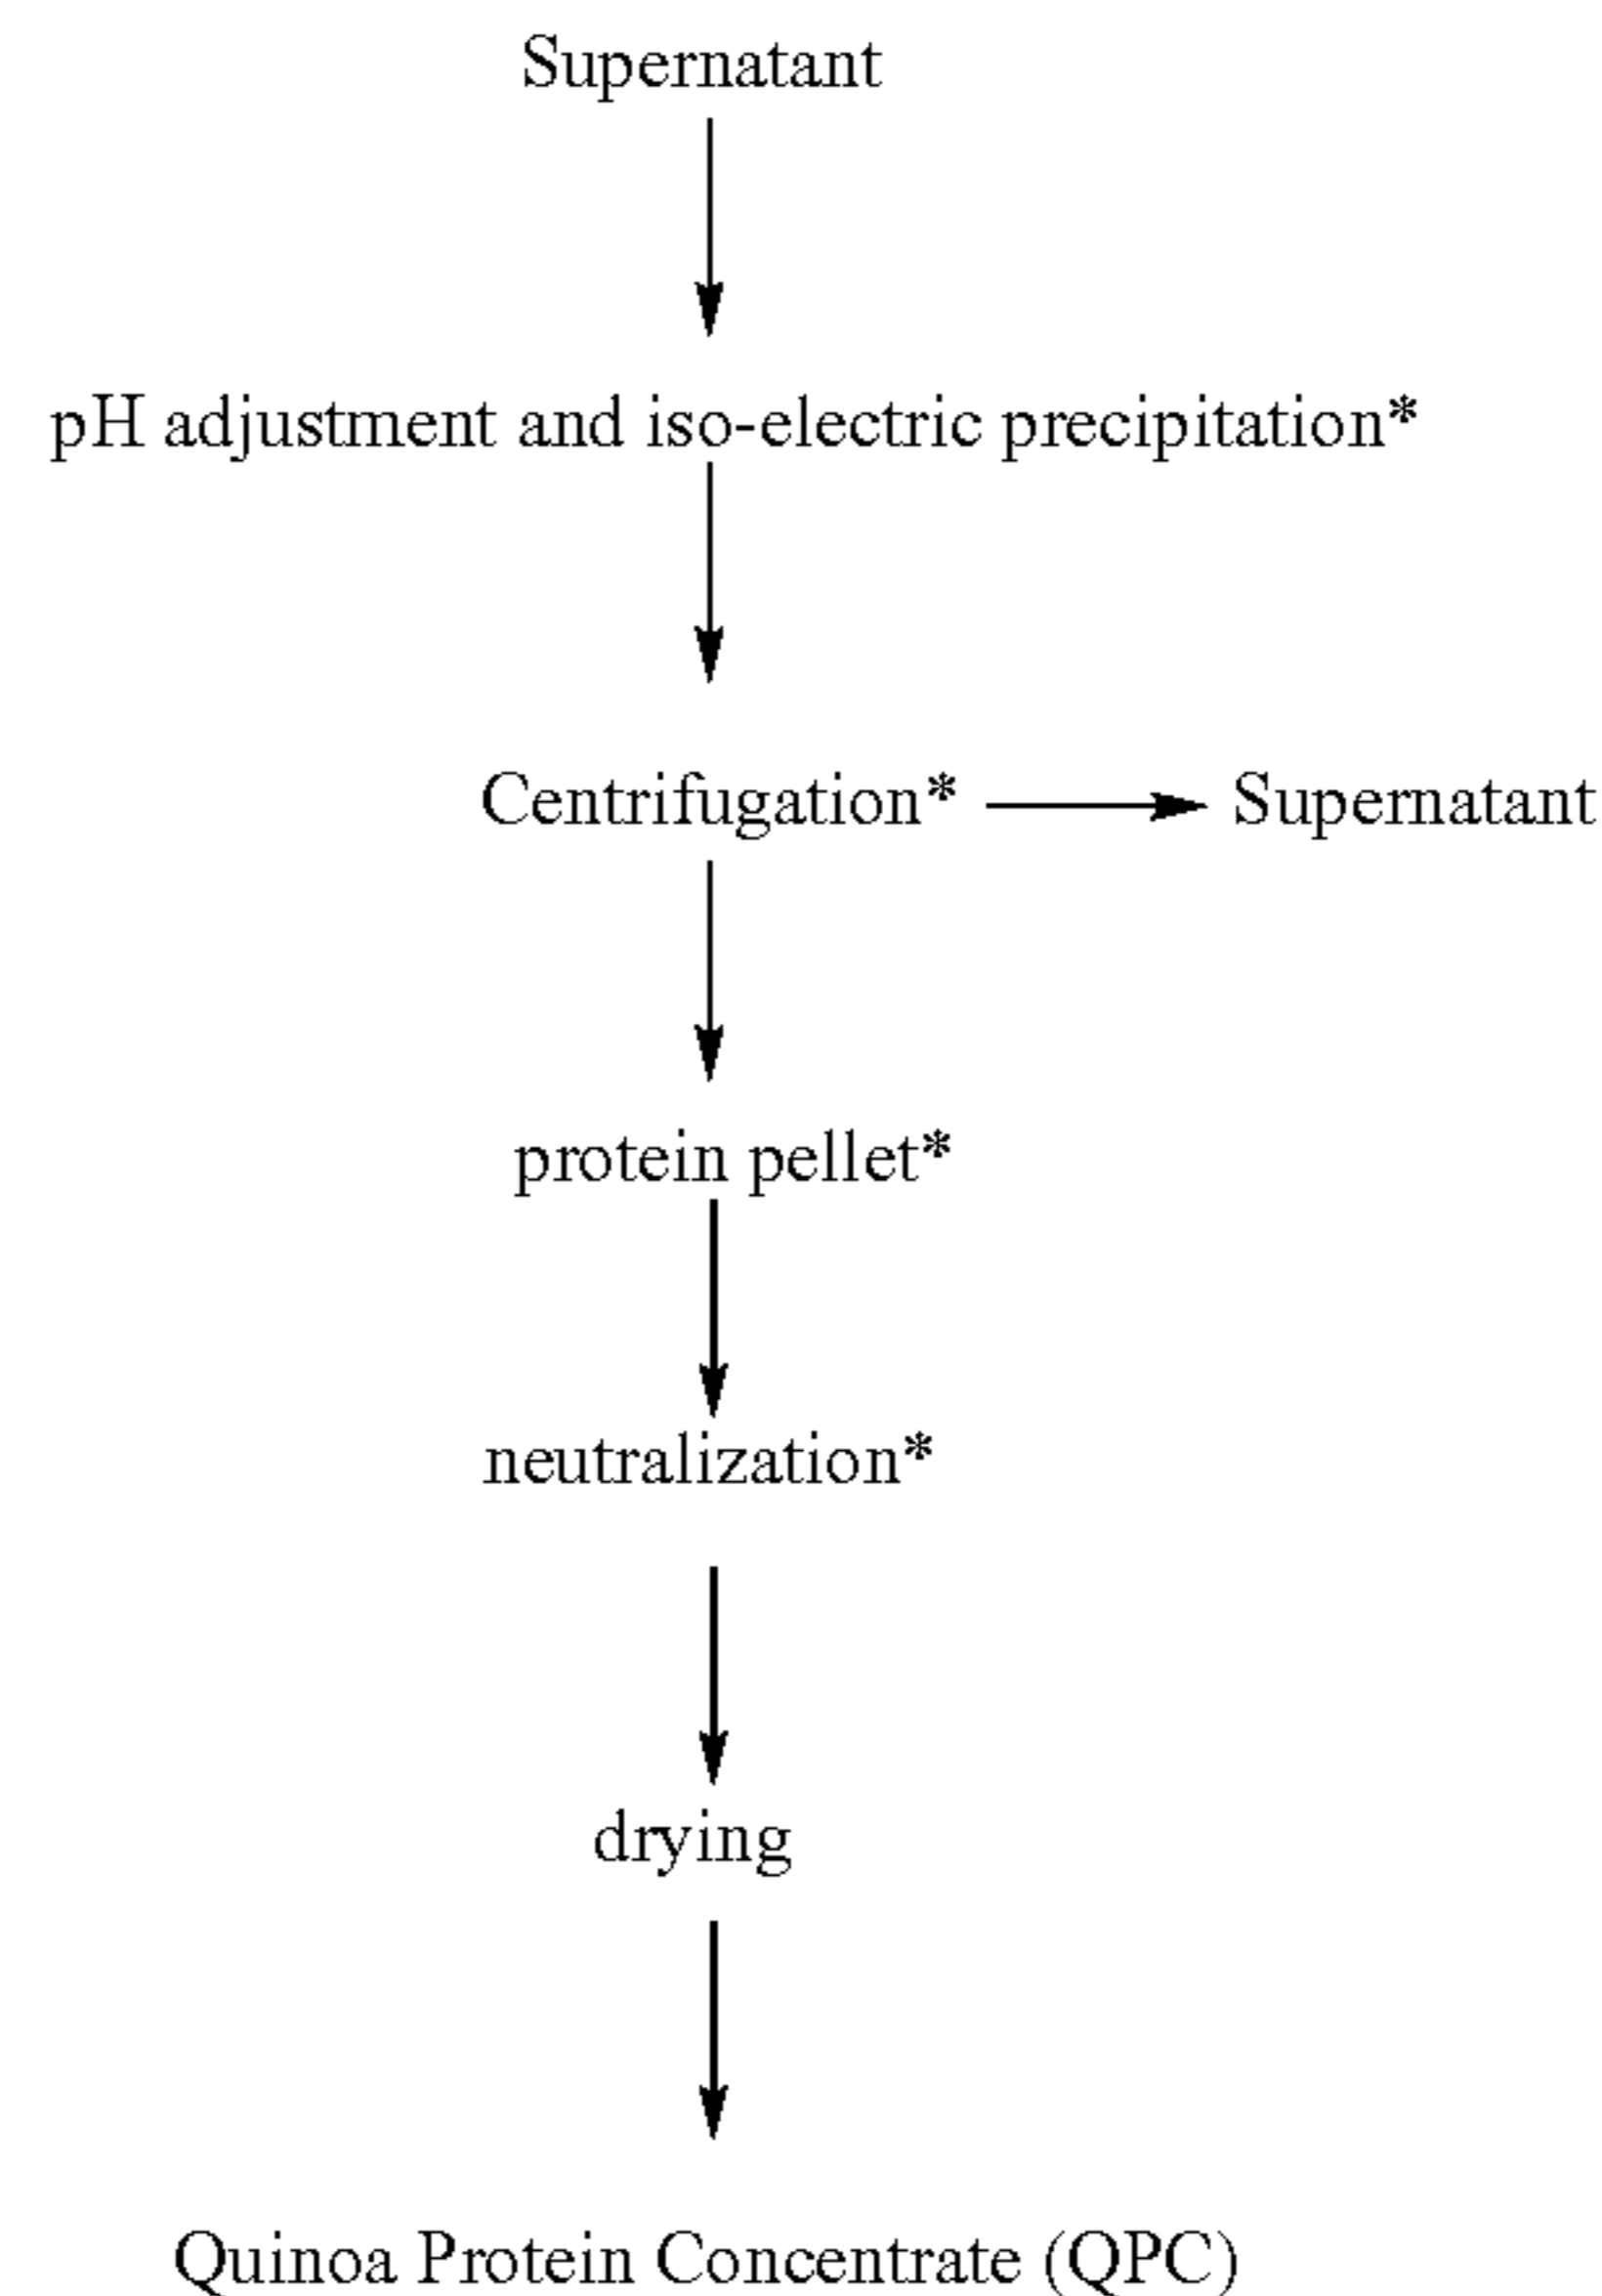 Supernatant
pH adjustment and iso-electric precipitation*
Centrifugation* Supernatant
protein pellet*
neutralization*
drying
Quinoa Protein Concentrate (QPC)